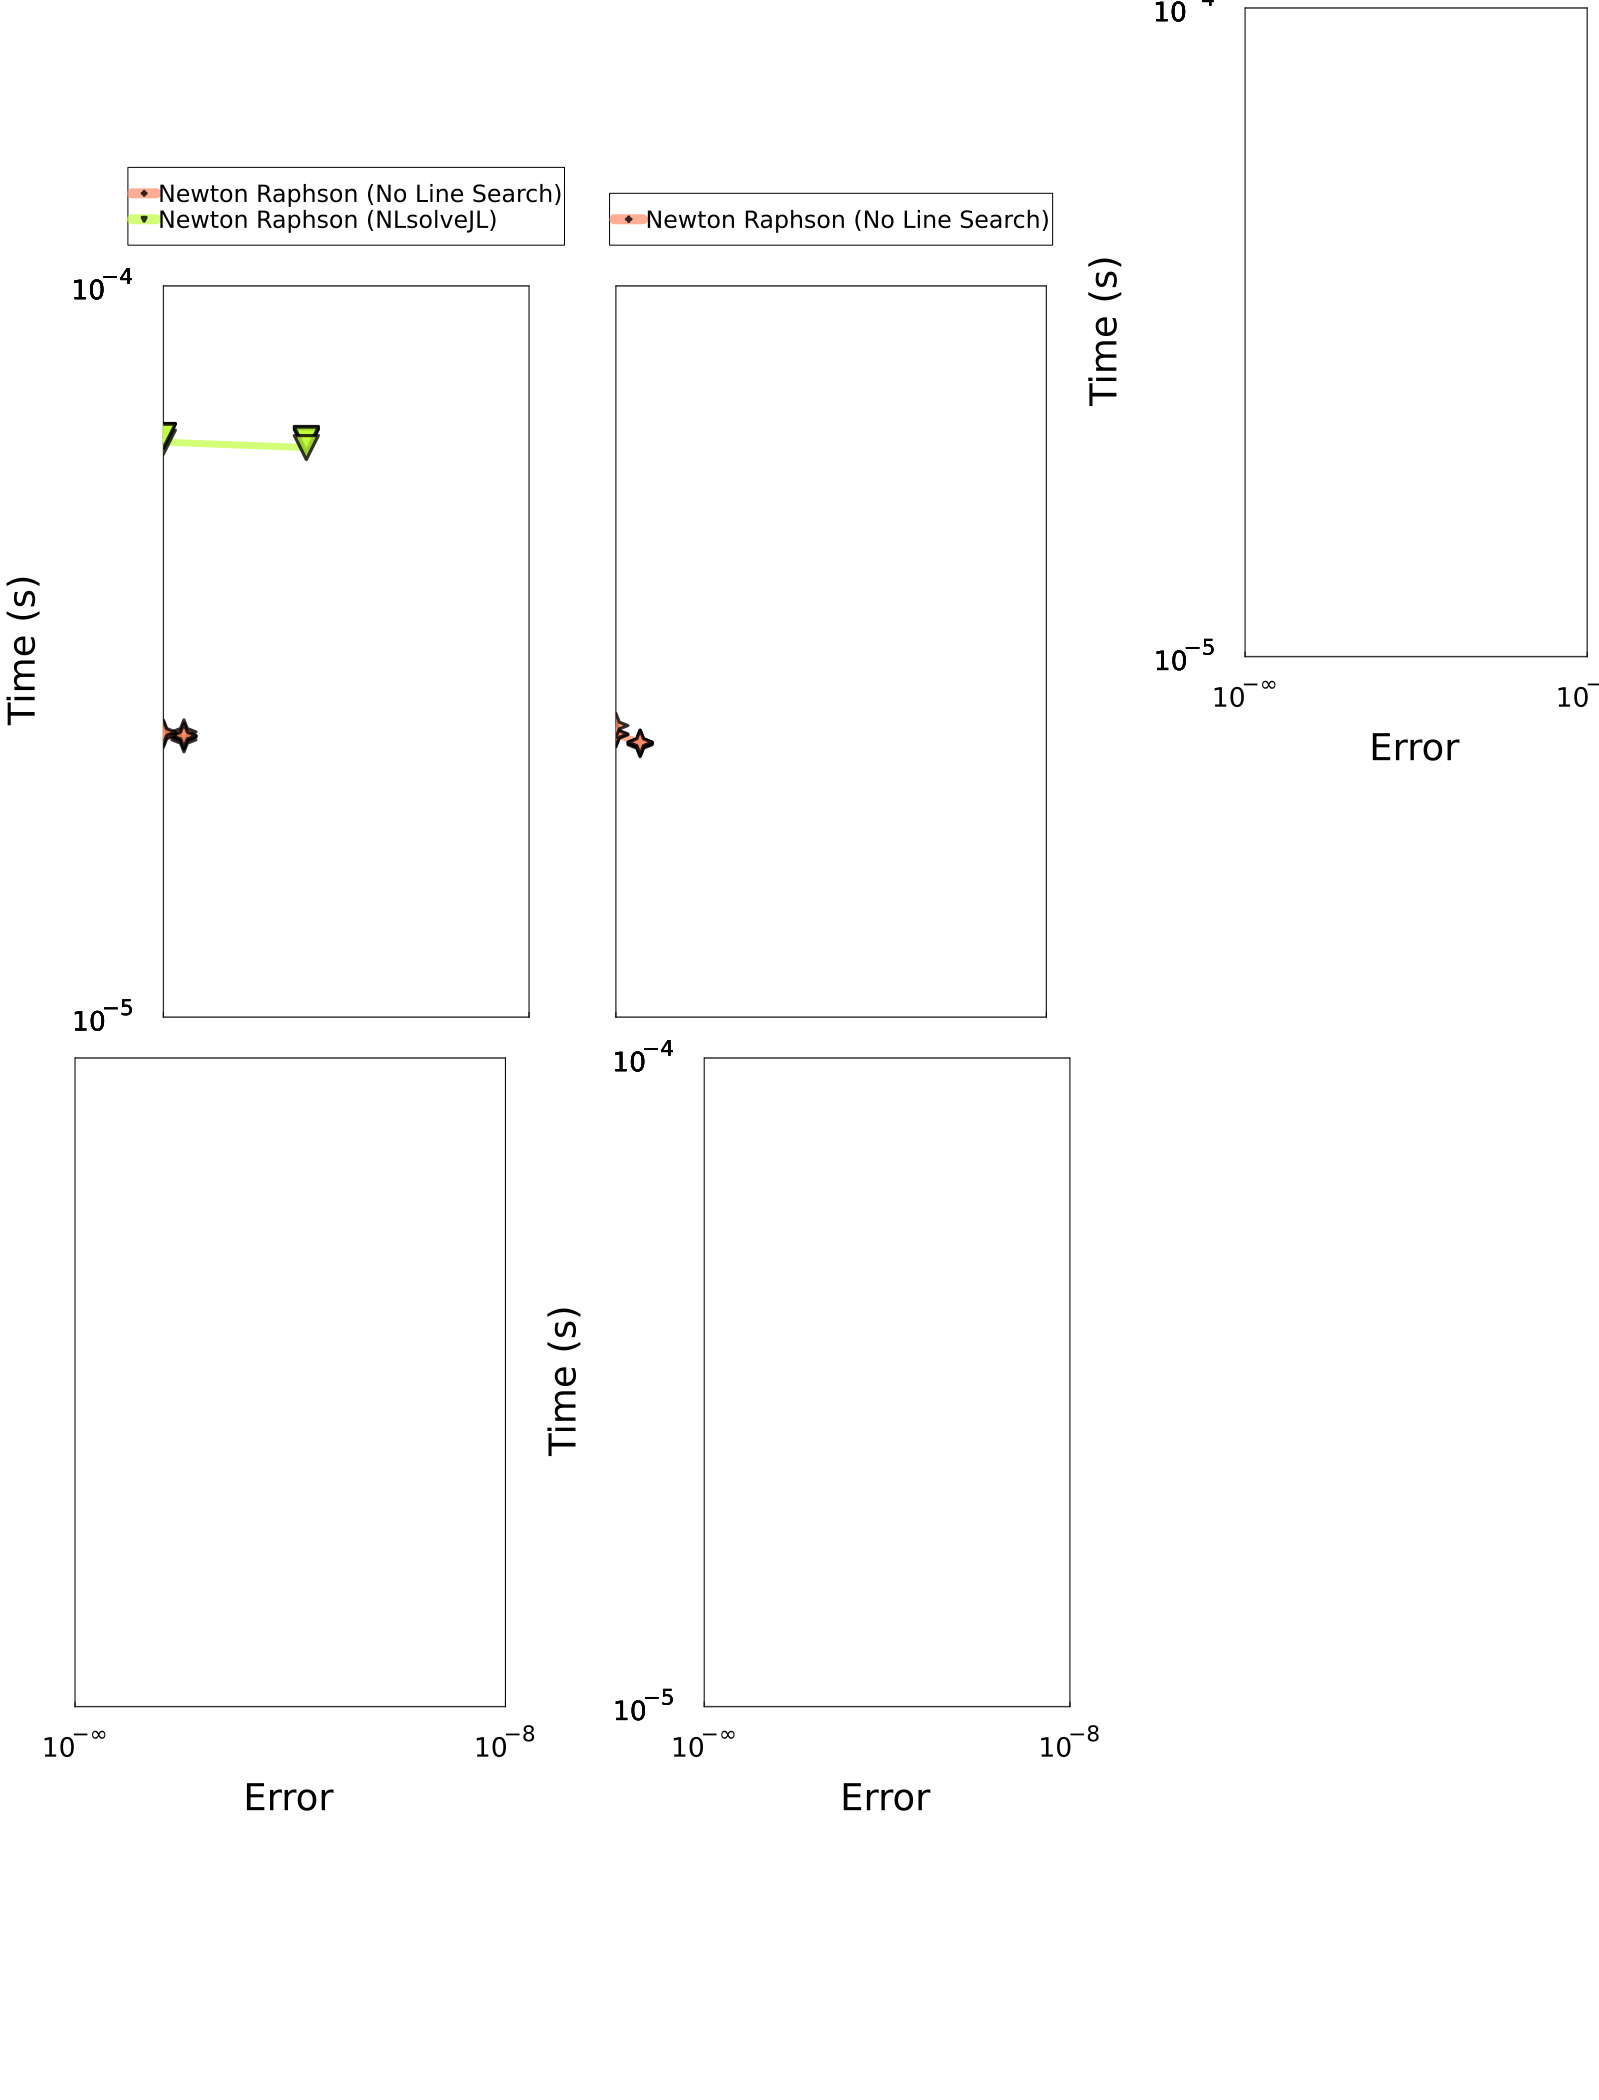 Newton Raphson (No Line Search)
Newton Raphson (NLsolveJL)
Newton Raphson (No Line Search)
10⁻⁴
Time (s)
10⁻⁵
10⁻⁴
Time (s)
10⁻⁵
10^−∞
10⁻
Error
10^−∞
10⁻⁸
Error
10⁻⁴
Time (s)
10⁻⁵
10^−∞
10⁻⁸
Error